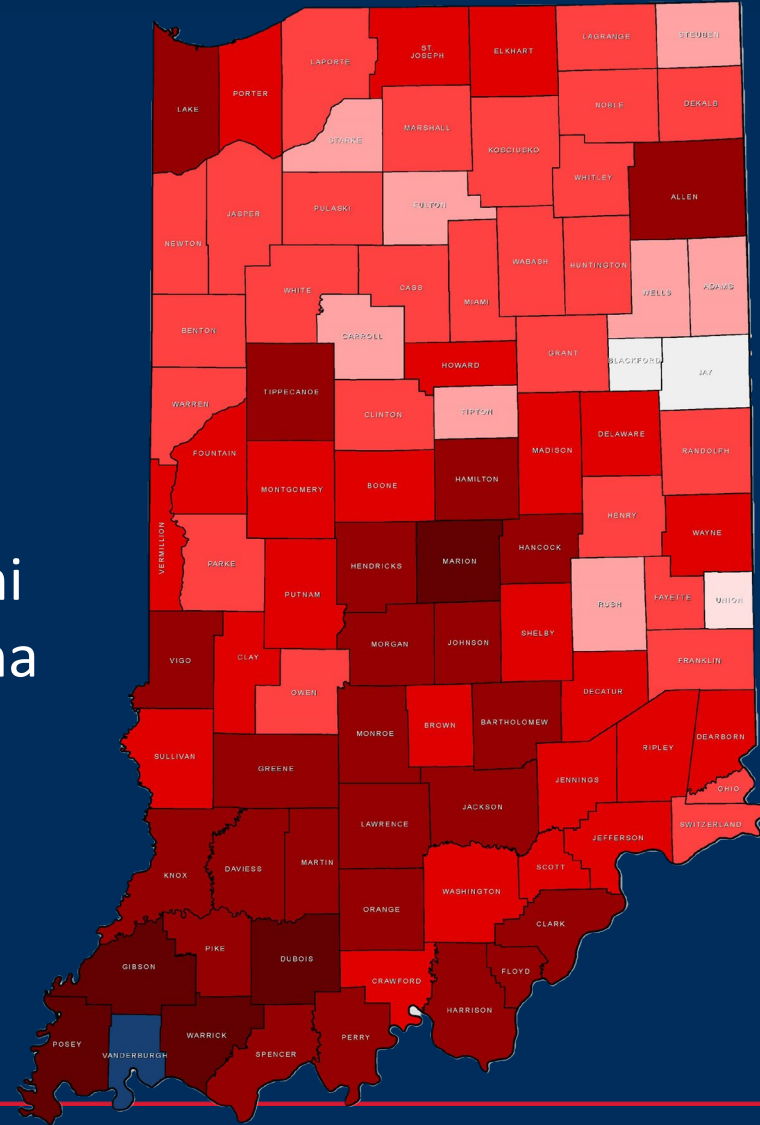 STEUBEN
LAGRANGE
ST.
JOSEPH
ELKHART
LAPORTE
PORTER
LAKE
NOBLE
DEKALB
MARSHALL
STARKE
KOSCIUSKO
WHITLEY
ALLEN
FULTON
PULASKI
JASPER
NEWTON
WABASH
HUNTINGTON
WELLS
ADAMS
WHITE
CASS
MIAMI
BENTON
CARROLL
GRANT
BLACKFORD
JAY
HOWARD
TIPPECANOE
WARREN
CLINTON
TIPTON
DELAWARE
RANDOLPH
MADISON
FOUNTAIN
MONTGOMERY
BOONE
HAMILTON
HENRY
WAYNE
VERMILLION
PARKE
HENDRICKS
MARION
HANCOCK
ni
PUTNAM
RUSH
FAYETTE
UNION
SHELBY
MORGAN
JOHNSON
na
VIGO
CLAY
FRANKLIN
OWEN
DECATUR
BROWN
BARTHOLOMEW
MONROE
DEARBORN
RIPLEY
SULLIVAN
GREENE
JENNINGS
OHIO
JACKSON
LAWRENCE
SWITZERLAND
JEFFERSON
MARTIN
DAVIESS
KNOX
SCOTT
WASHINGTON
ORANGE
CLARK
PIKE
DUBOIS
GIBSON
FLOYD
CRAWFORD
HARRISON
WARRICK
PERRY
POSEY
VANDERBURGH
SPENCER